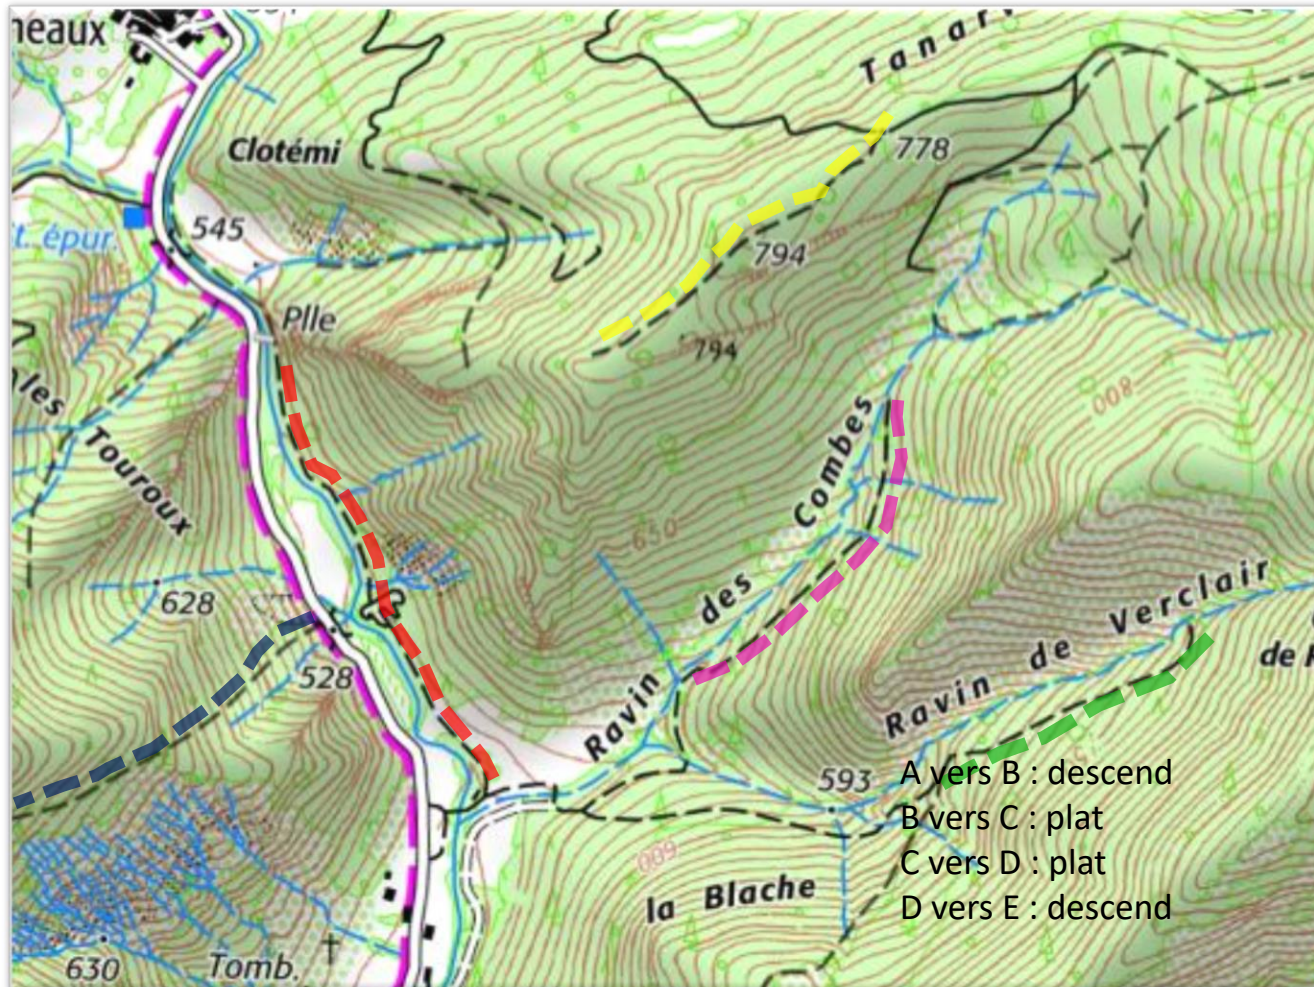 neaux
Tanar
Clotémi
778
545
t. épur.
794
Plle
794
800
ales
Touroux
650
Ravin des Combes
628
528
Ravin de Verclair
de
593
A vers B : descend
B vers C : plat
C vers D : plat
D vers E : descend
600
la Blache
630
Tomb.